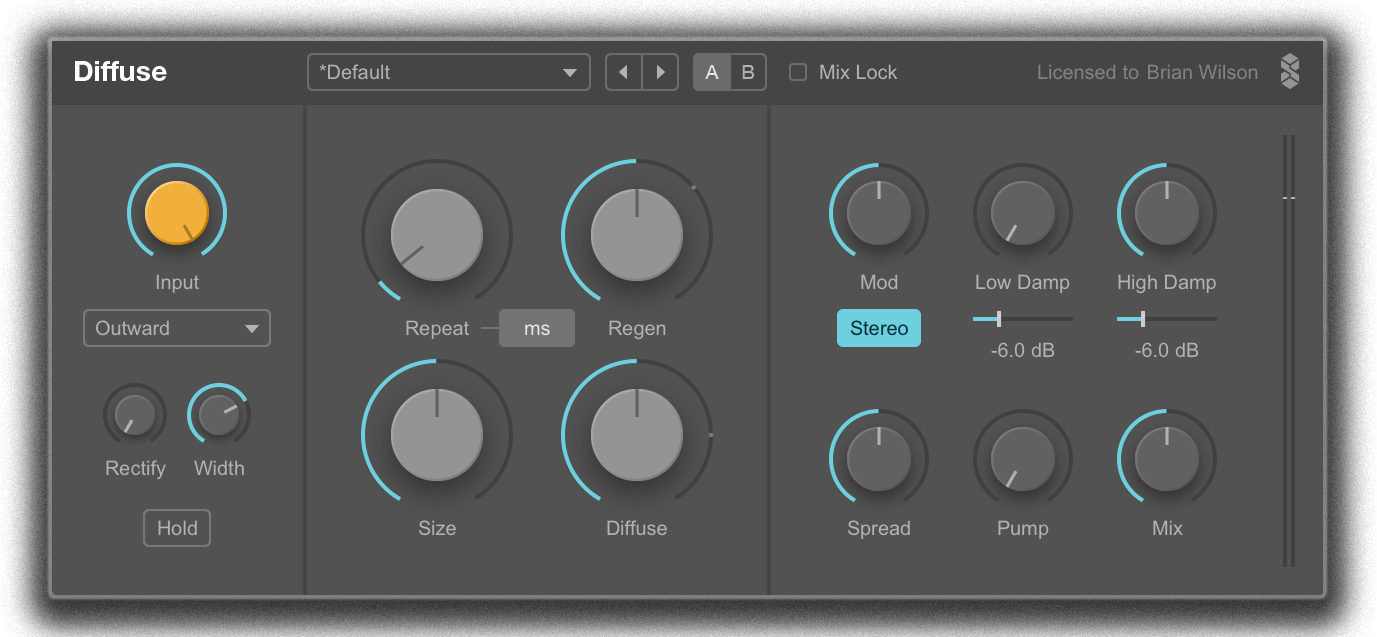 Diffuse
*Default
A B
Mix Lock
Licensed to Brian Wilson
Input
Outward
Rectify
Width
Hold
Repeat
ms
Regen
Size
Diffuse
Mod
Low Damp
High Damp
Stereo
-6.0 dB
-6.0 dB
Spread
Pump
Mix